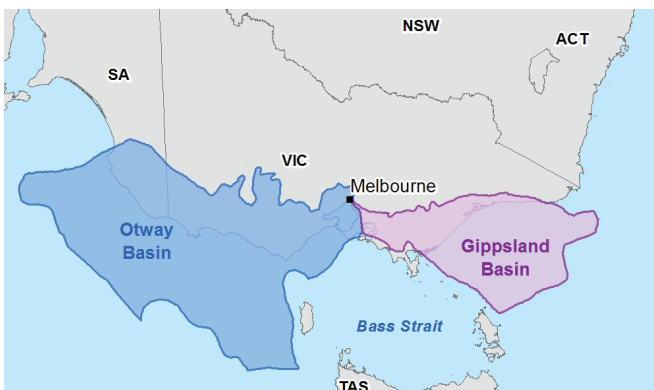 NSW
ACT
SA
VIC
Melbourne
Otway
Basin
Gippsland
Basin
Bass Strait
TAS